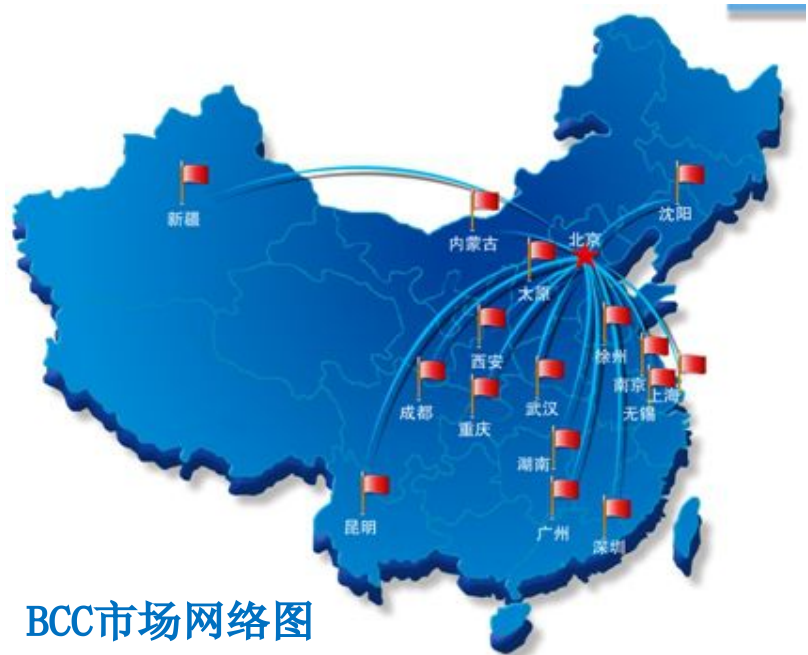 新疆
沈阳
内蒙古
北京
太原
徐州
西安
南京
上海
成都
武汉
无锡
重庆
湖南
昆明
广州
深圳
BCC市场网络图